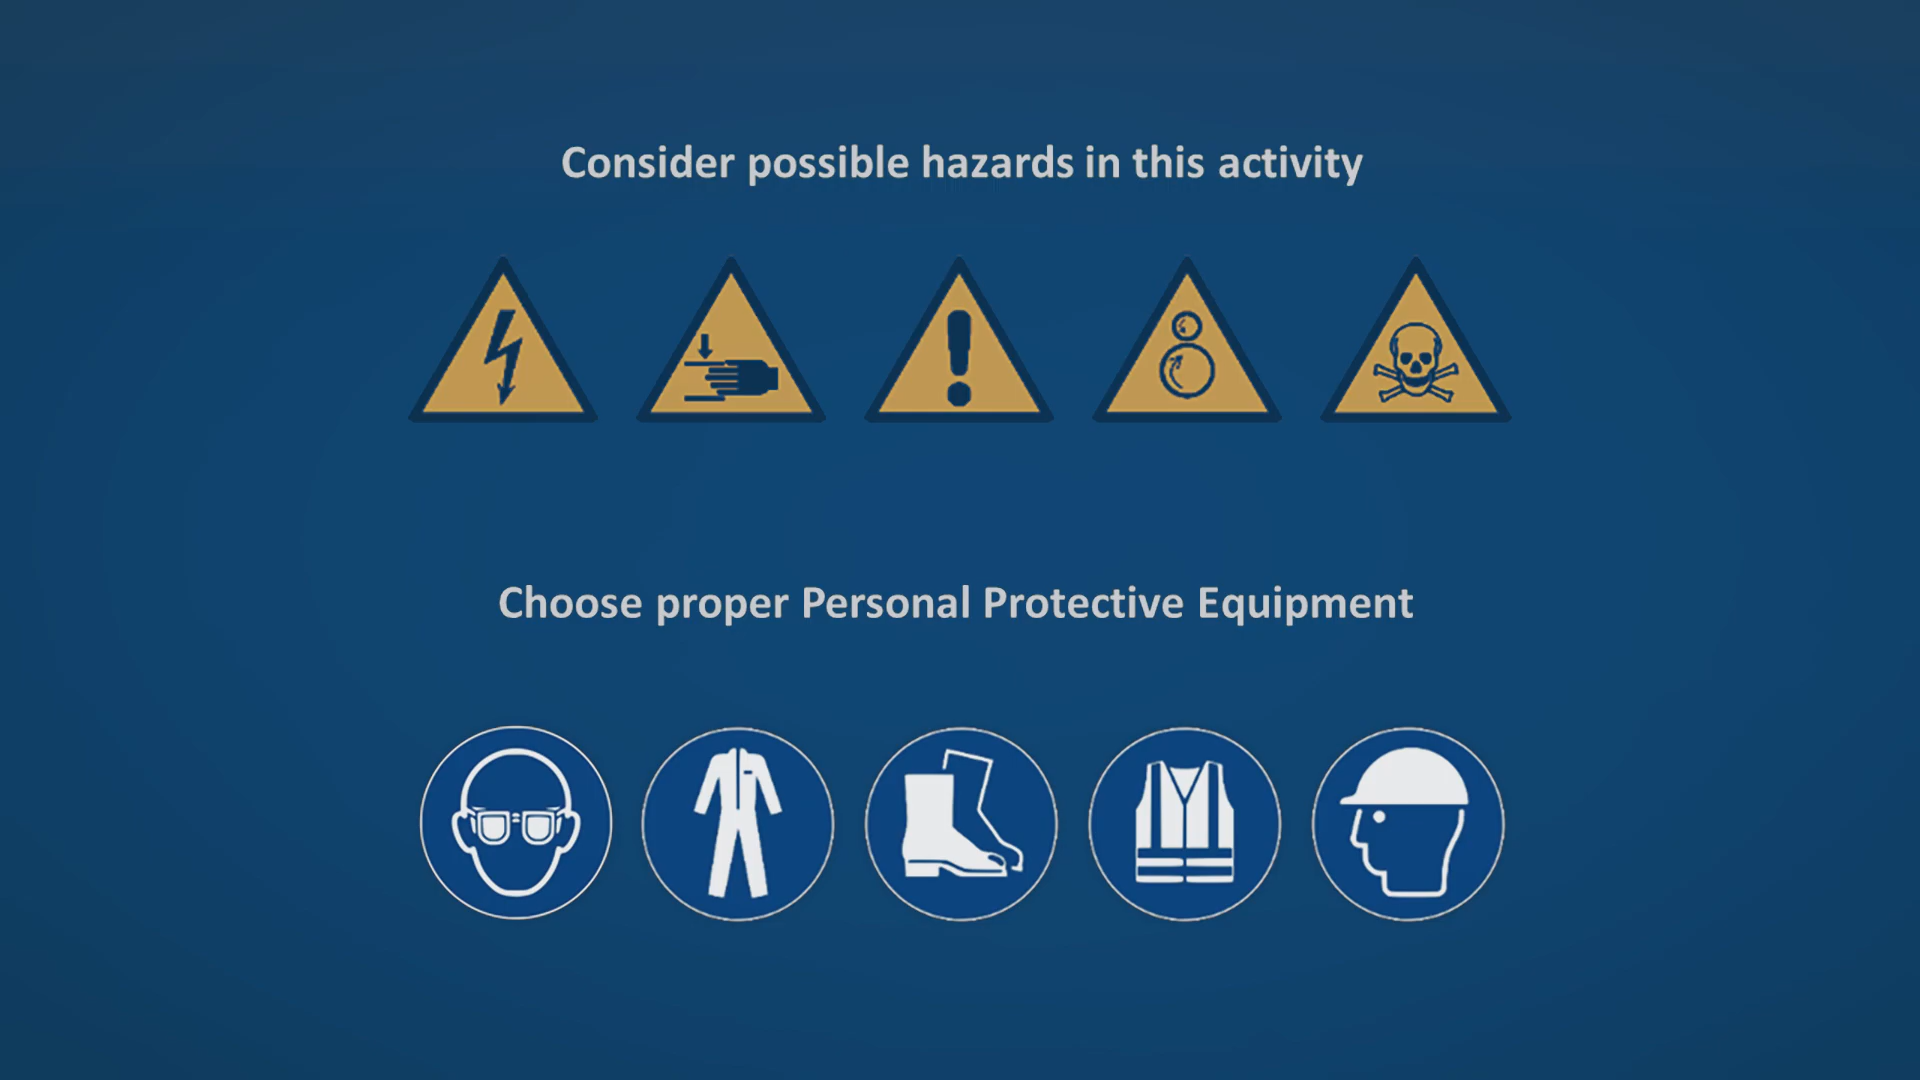 Consider possible hazards in this activity
Choose proper Personal Protective Equipment